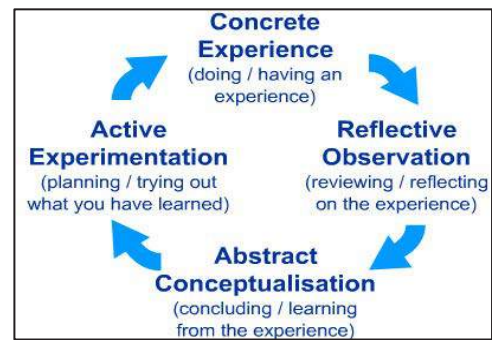 Concrete
Experience
(doing / having an
experience)
Active
Experimentation
(planning / trying out
what you have learned)
Reflective
Observation
(reviewing / reflecting
on the experience)
Abstract
Conceptualisation
(concluding / learning
from the experience)